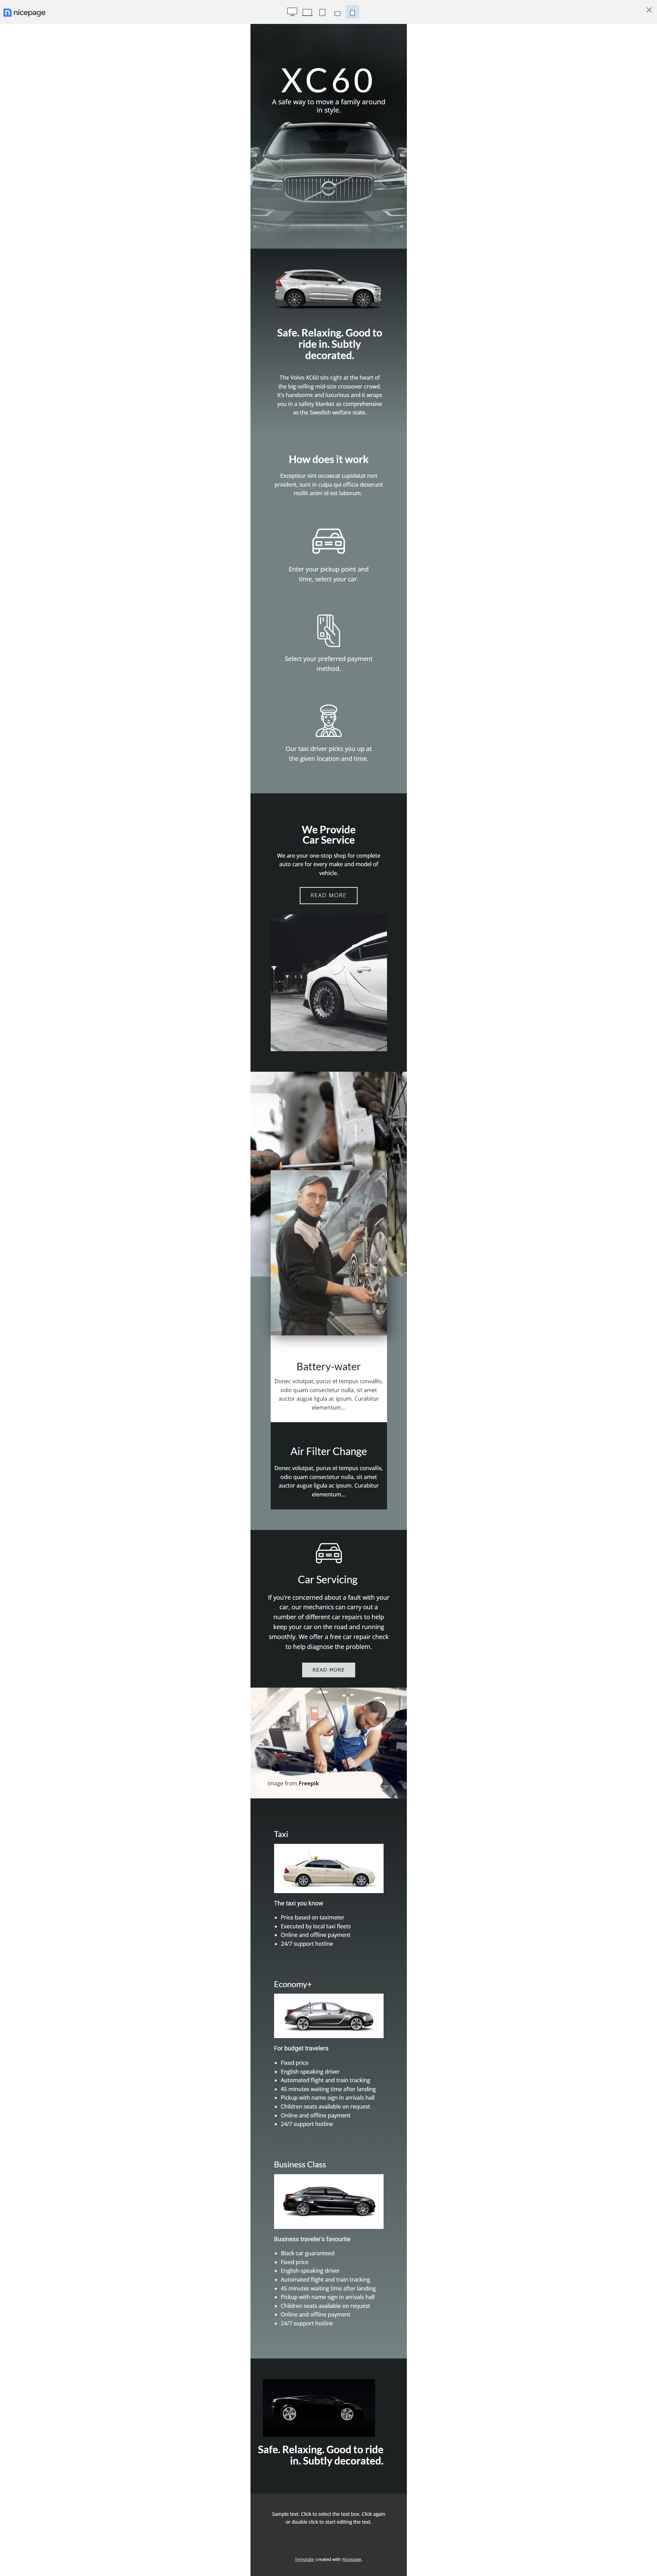 nicepage
XC60
A safe way to move a family around
in style.
Safe. Relaxing. Good to
ride in. Subtly
decorated.
The Volvo XC60 sits right at the heart of
the big-selling mid-size crossover crowd.
It's handsome and luxurious and it wraps
you in a safety blanket as comprehensive
as the Swedish welfare state.
How does it work
Excepteur sint occaecat cupidatat non
proident, sunt in culpa qui officia deserunt
mollit anim id est laborum.
Enter your pickup point and
time, select your car.
Select your preferred payment
method.
Our taxi driver picks you up at
the given location and time.
We Provide
Car Service
We are your one-stop shop for complete
auto care for every make and model of
vehicle.
READ MORE
Battery-water
Donec volutpat, purus et tempus convallis,
odio quam consectetur nulla, sit amet
auctor augue ligula ac ipsum. Curabitur
elementum...
Air Filter Change
Donec volutpat, purus et tempus convallis,
odio quam consectetur nulla, sit amet
auctor augue ligula ac ipsum. Curabitur
elementum...
Car Servicing
If you're concerned about a fault with your
car, our mechanics can carry out a
number of different car repairs to help
keep your car on the road and running
smoothly. We offer a free car repair check
to help diagnose the problem.
READ MORE
Image from Freepik
Taxi
The taxi you know
• Price based on taximeter
• Executed by local taxi fleets
• Online and offline payment
• 24/7 support hotline
Economy+
For budget travelers
• Fixed price
• English-speaking driver
• Automated flight and train tracking
• 45 minutes waiting time after landing
• Pickup with name sign in arrivals hall
• Children seats available on request
• Online and offline payment
• 24/7 support hotline
Business Class
Business traveler's favourite
• Black car guaranteed
• Fixed price
• English-speaking driver
• Automated flight and train tracking
• 45 minutes waiting time after landing
• Pickup with name sign in arrivals hall
• Children seats available on request
• Online and offline payment
• 24/7 support hotline
Safe. Relaxing. Good to ride
in. Subtly decorated.
Sample text. Click to select the text box. Click again
or double click to start editing the text.
Template created with Nicepage.